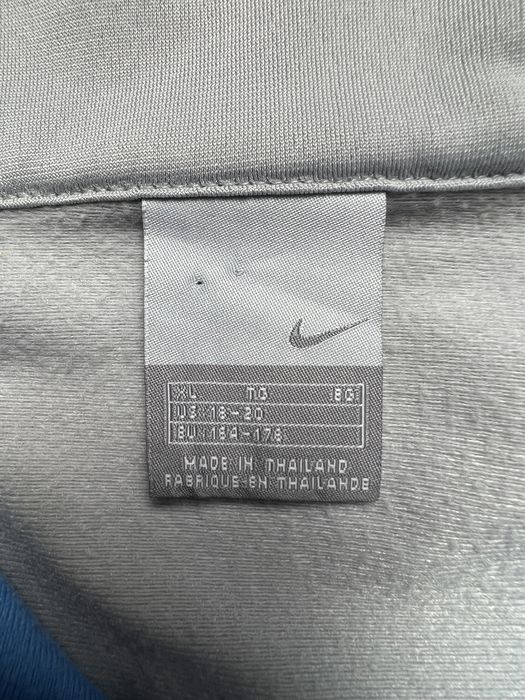 XL TG EG
US 18-20
EU 164-176
MADE IN THAILAND
FABRIQUE EN THAILANDE